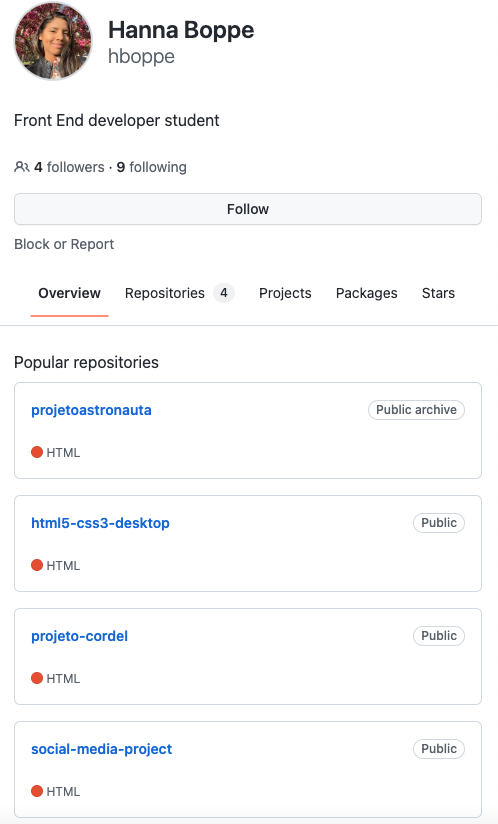 Hanna Boppe
hboppe
Front End developer student
4 followers · 9 following
Follow
Block or Report
Overview Repositories 4 Projects Packages Stars
Popular repositories
projetoastronauta Public archive
HTML
html5-css3-desktop Public
HTML
projeto-cordel Public
HTML
social-media-project Public
HTML